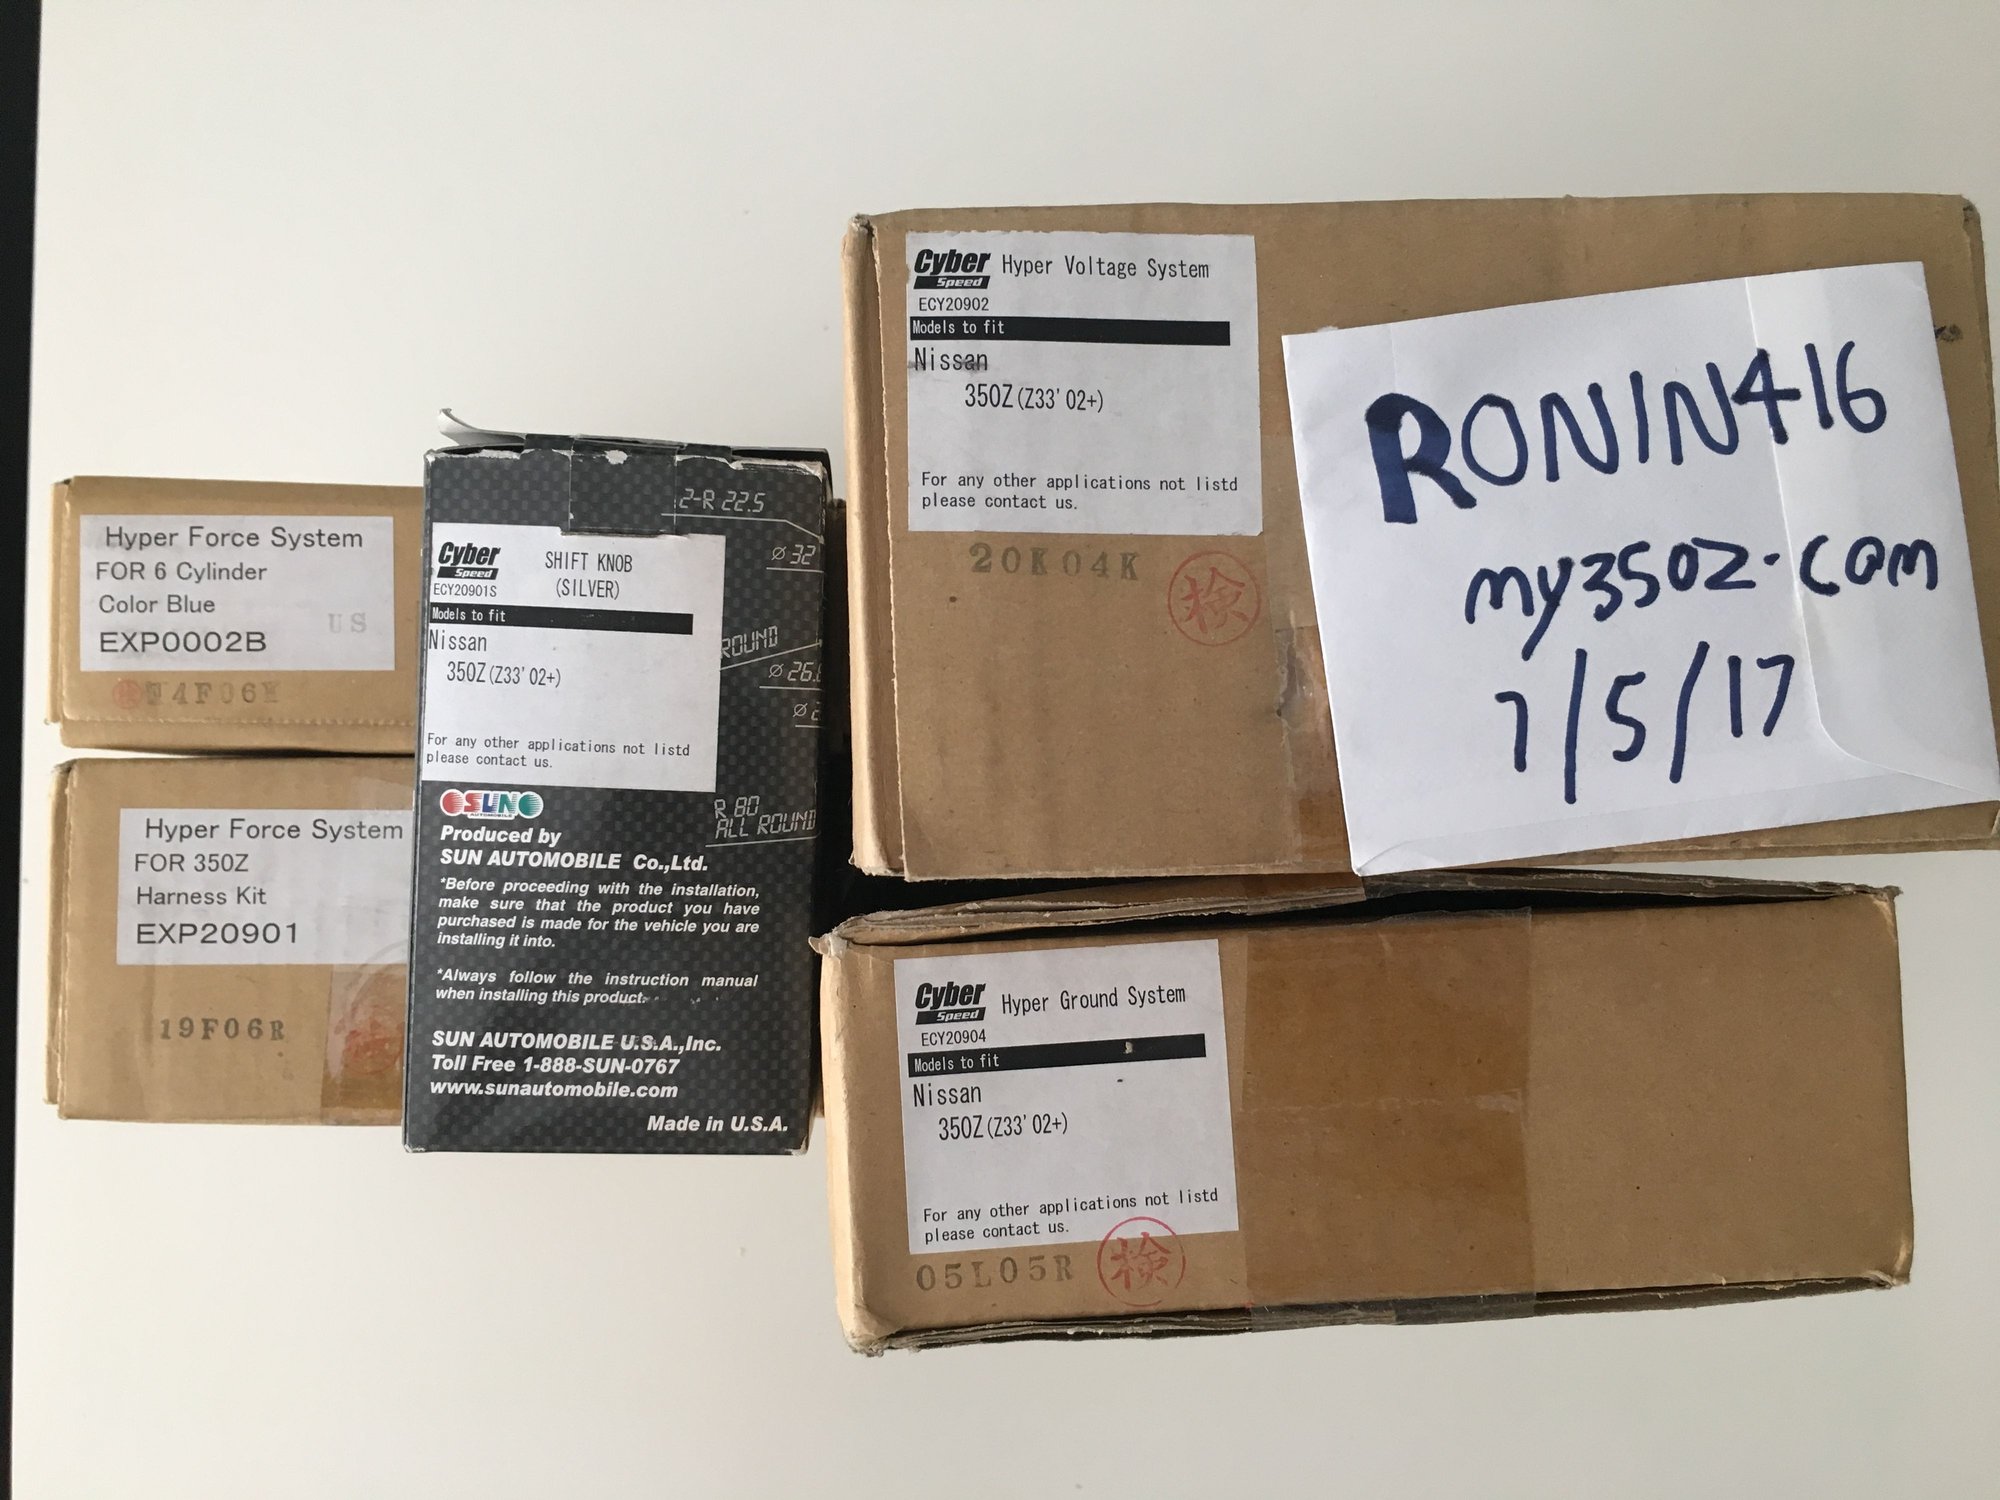 Hyper Force System
FOR 6 Cylinder
Color Blue
EXP0002B
US
4F06
Hyper Force System
FOR 350Z
Harness Kit
EXP20901
19F06R
2-R 22.5
ø 32
Cyber
Speed
SHIFT KNOB
(SILVER)
ECY20901S
Models to fit
Nissan
350Z(Z33' 02+)
For any other applications not listd
please contact us.
ROUND
ø 26.
ø 2
R 80
ALL ROUND
SUN
AUTOMOBILE
Produced by
SUN AUTOMOBILE Co.,Ltd.
*Before proceeding with the installation,
make sure that the product you have
purchased is made for the vehicle you are
installing it into.
*Always follow the instruction manual
when installing this product.
SUN AUTOMOBILE U.S.A.,Inc.
Toll Free 1-888-SUN-0767
www.sunautomobile.com
Made in U.S.A.
Cyber
Speed
Hyper Voltage System
ECY20902
Models to fit
Nissan
350Z(Z33' 02+)
For any other applications not listd
please contact us.
20K04K
検
RONIN416
my350z.com
7/5/17
Cyber
Speed
Hyper Ground System
ECY20904
Models to fit
Nissan
350Z(Z33' 02+)
For any other applications not listd
please contact us.
05L05R
検